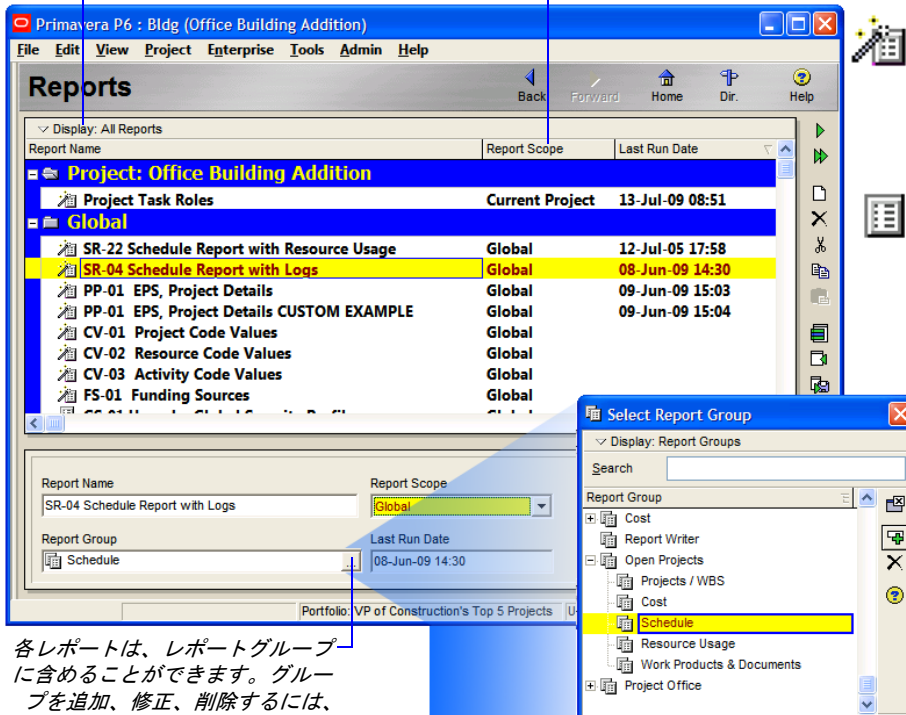 Primavera P6 : Bldg (Office Building Addition)
File Edit View Project Enterprise Tools Admin Help
Reports
Back Forward Home Dir. Help
Display: All Reports
Report Name Report Scope Last Run Date
Project: Office Building Addition
Project Task Roles Current Project 13-Jul-09 08:51
Global
SR-22 Schedule Report with Resource Usage Global 12-Jul-05 17:58
SR-04 Schedule Report with Logs Global 08-Jun-09 14:30
PP-01 EPS, Project Details Global 09-Jun-09 15:03
PP-01 EPS, Project Details CUSTOM EXAMPLE Global 09-Jun-09 15:04
CV-01 Project Code Values Global
CV-02 Resource Code Values Global
CV-03 Activity Code Values Global
FS-01 Funding Sources Global
Report Name Report Scope
SR-04 Schedule Report with Logs Global
Report Group Last Run Date
Schedule ... 08-Jun-09 14:30
Portfolio: VP of Construction's Top 5 Projects
Select Report Group
Display: Report Groups
Search
Report Group
Cost
Report Writer
Open Projects
Projects / WBS
Cost
Schedule
Resource Usage
Work Products & Documents
Project Office
各レポートは、レポートグループ
に含めることができます。グルー
プを追加、修正、削除するには、